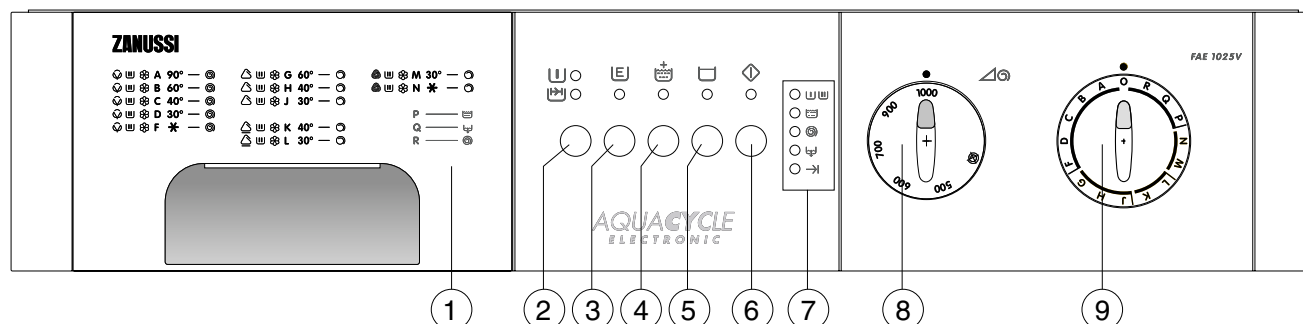 ZANUSSI
A 90°
B 60°
C 40°
D 30°
F
G 60°
H 40°
J 30°
K 40°
L 30°
M 30°
N
P
Q
R
E
+
AQUACYCLE
ELECTRONIC
FAE 1025V
1000
900
700
600
500
O R Q P N M L K J H G F D C B A
1 2 3 4 5 6 7 8 9